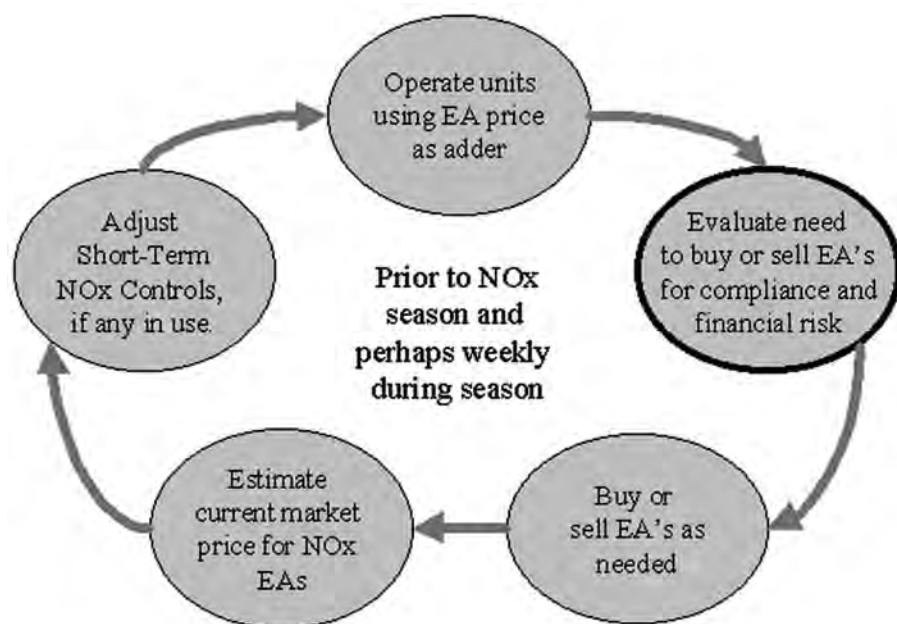 Operate units
using EA price
as adder
Evaluate need
to buy or sell EA's
for compliance and
financial risk
Buy or
sell EA's as
needed
Estimate
current market
price for NOx
EAs
Adjust
Short-Term
NOx Controls,
if any in use.
Prior to NOx
season and
perhaps weekly
during season